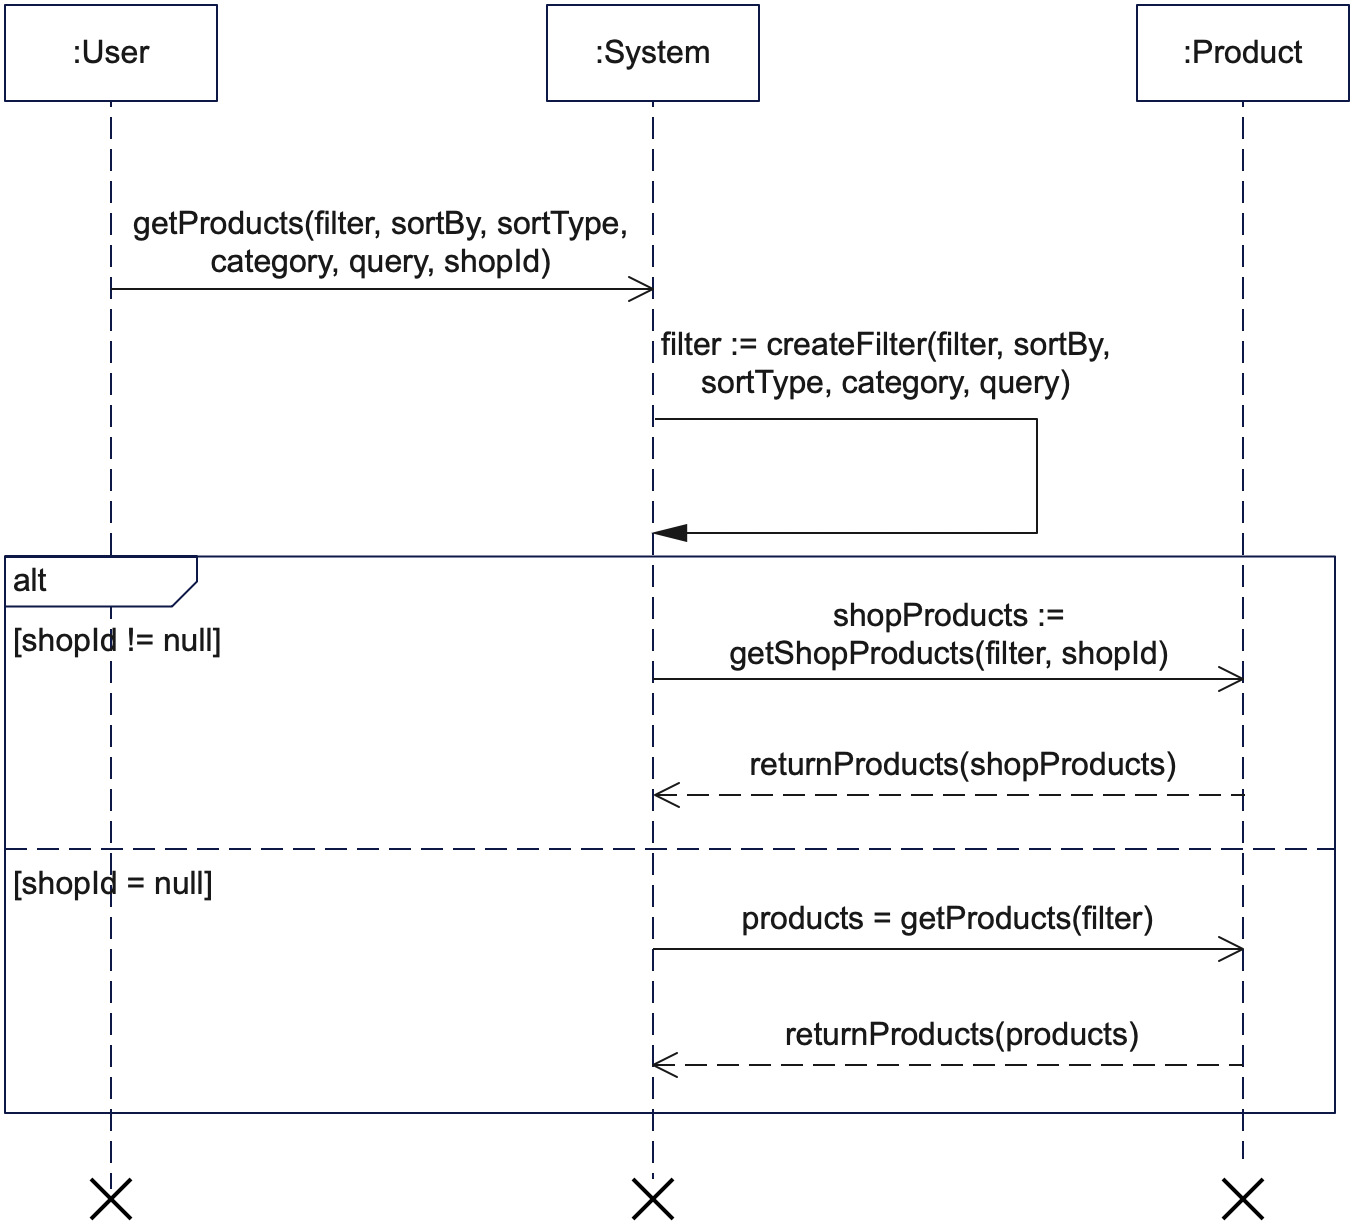 :User
:System
:Product
getProducts(filter, sortBy, sortType,
category, query, shopId)
filter := createFilter(filter, sortBy,
sortType, category, query)
alt
[shopId != null]
shopProducts :=
getShopProducts(filter, shopId)
returnProducts(shopProducts)
[shopId = null]
products = getProducts(filter)
returnProducts(products)